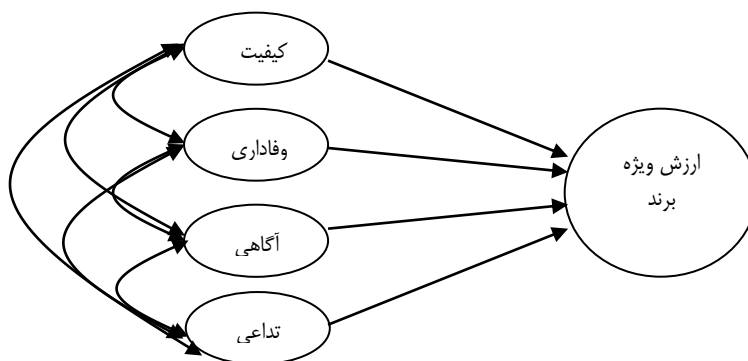 کیفیت
وفاداری
آگاهی
تداعی
ارزش ویژه
برند